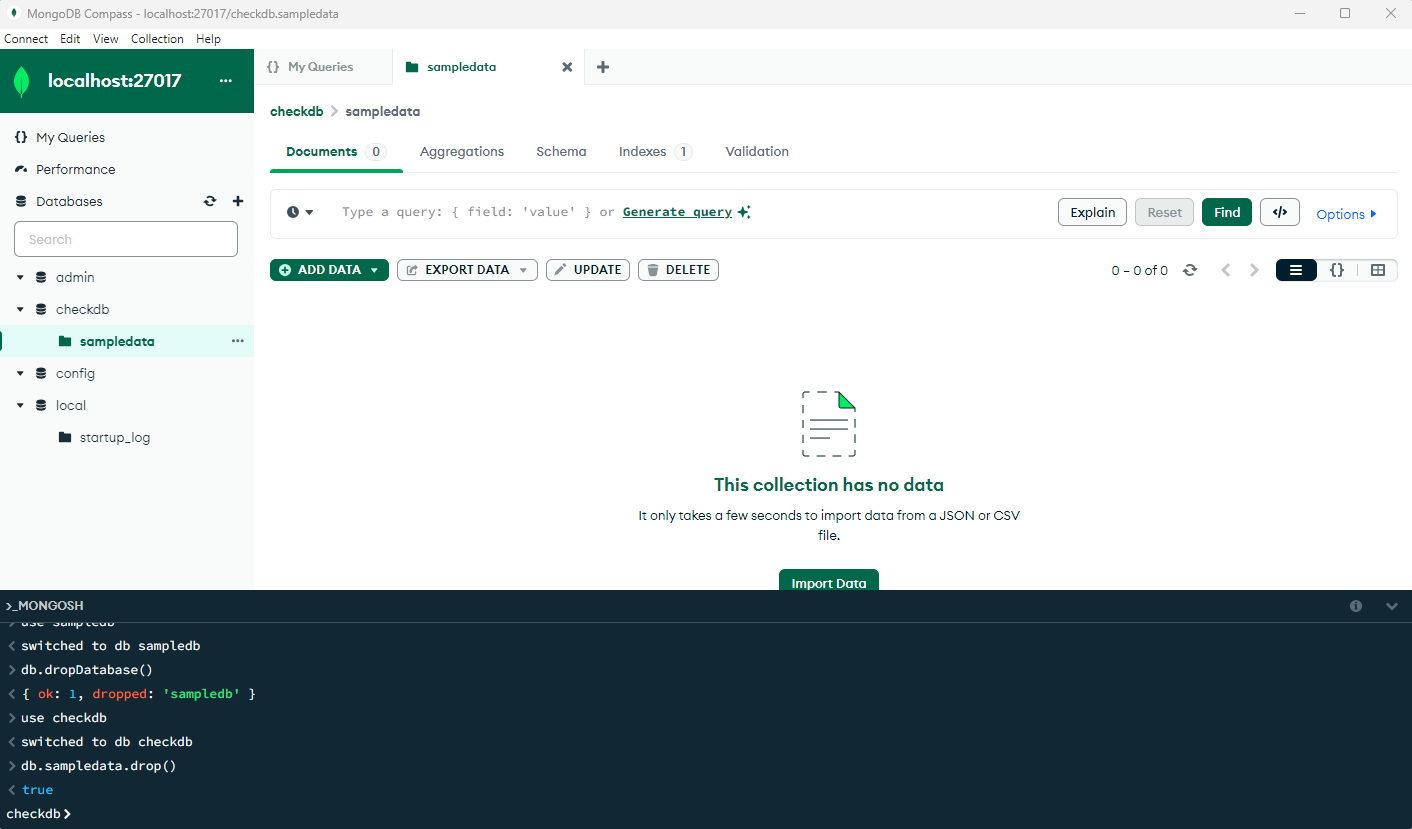 MongoDB Compass - localhost:27017/checkdb.sampledata
Connect Edit View Collection Help
localhost:27017 ...
{} My Queries
Performance
Databases
Search
admin
checkdb
sampledata ...
config
local
startup_log
{} My Queries
sampledata
checkdb > sampledata
Documents 0 Aggregations Schema Indexes 1 Validation
Type a query: { field: 'value' } or Generate query
Explain Reset Find </> Options
ADD DATA EXPORT DATA UPDATE DELETE
0 – 0 of 0 {}
This collection has no data
It only takes a few seconds to import data from a JSON or CSV
file.
Import Data
>_MONGOSH
> use sampledb
< switched to db sampledb
> db.dropDatabase()
< { ok: 1, dropped: 'sampledb' }
> use checkdb
< switched to db checkdb
> db.sampledata.drop()
< true
checkdb>